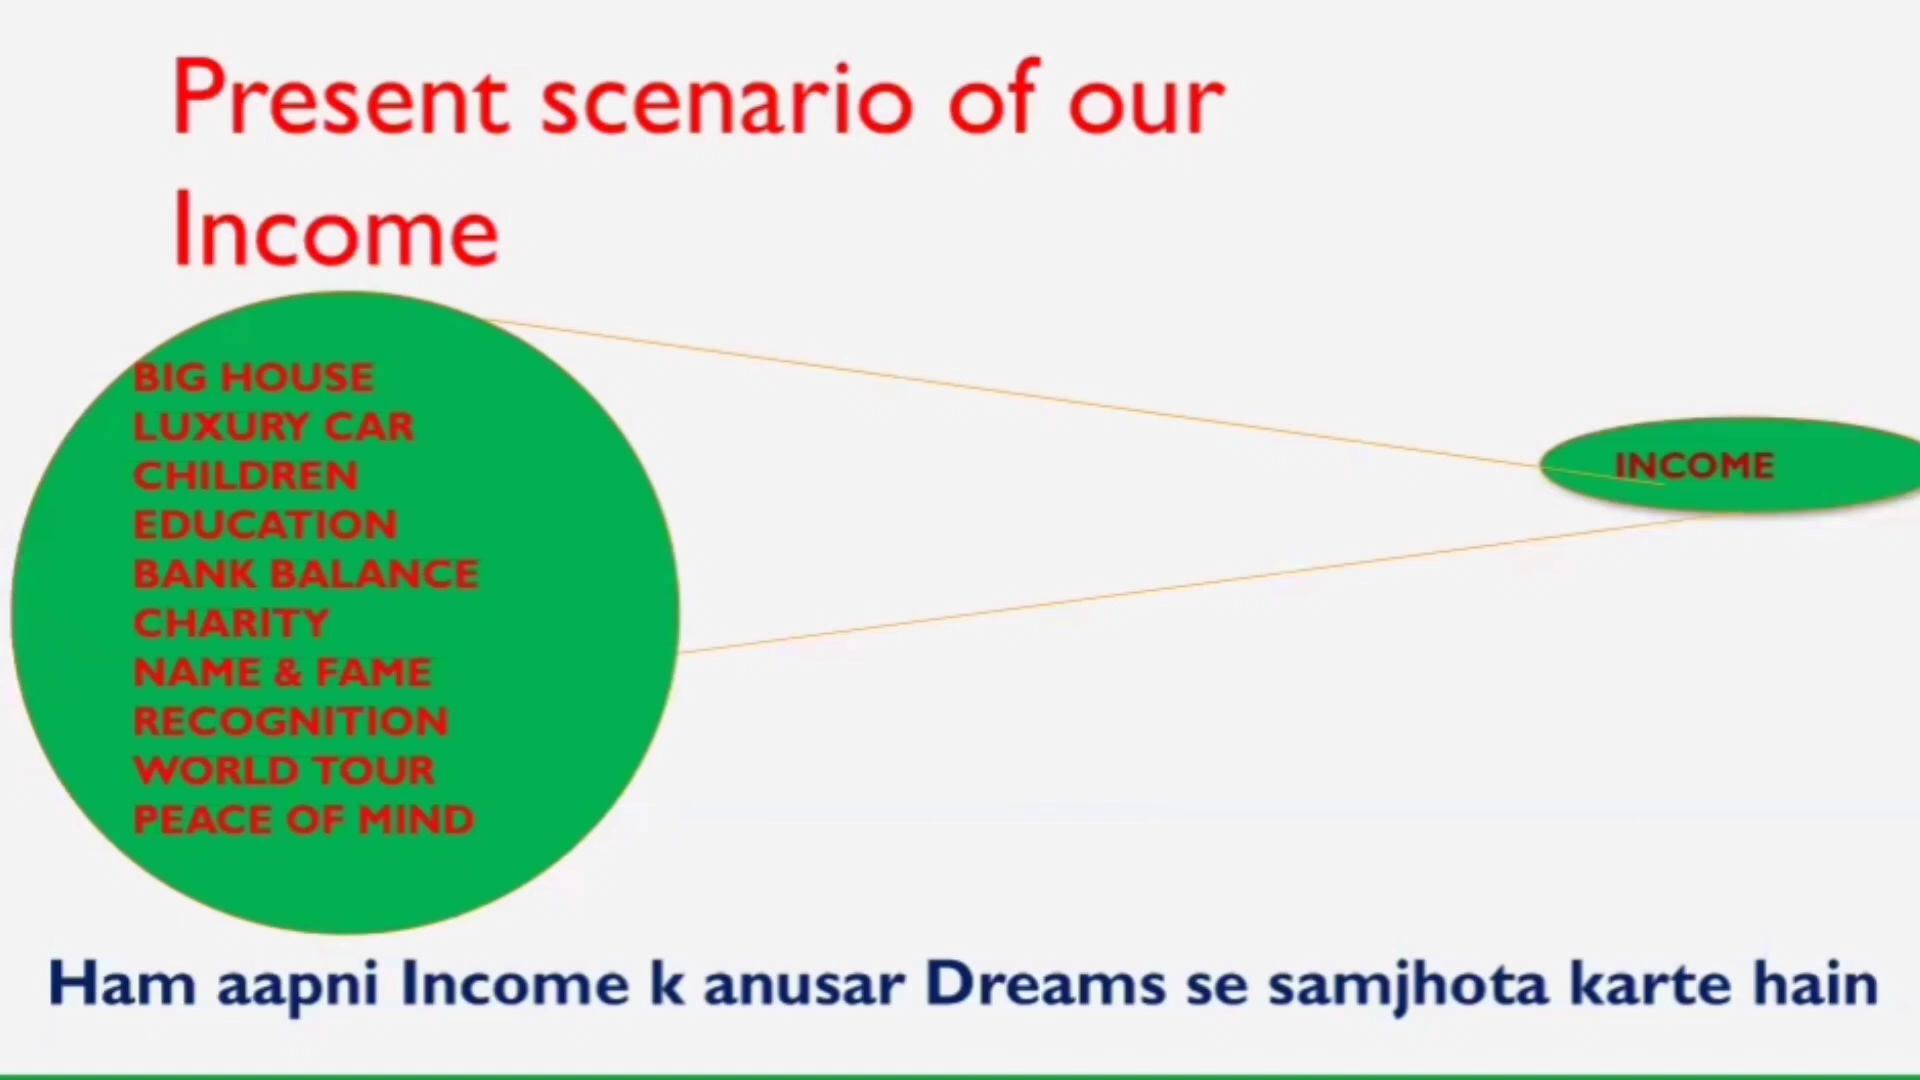 Present scenario of our
Income
BIG HOUSE
LUXURY CAR
CHILDREN
EDUCATION
BANK BALANCE
CHARITY
NAME & FAME
RECOGNITION
WORLD TOUR
PEACE OF MIND
INCOME
Ham aapni Income k anusar Dreams se samjhota karte hain